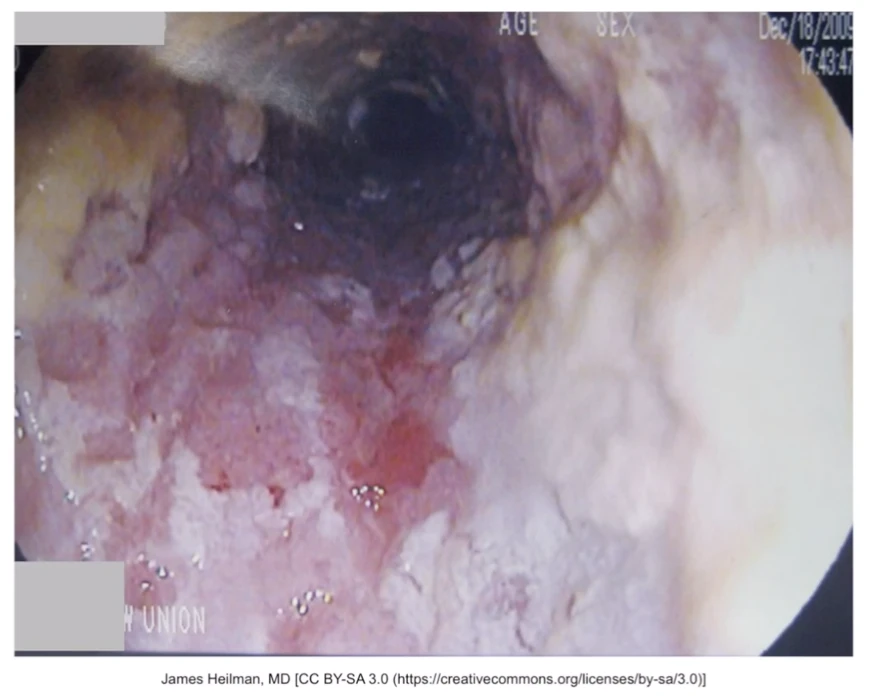 AGE SEX Dec/18/2009
17:43:47
UNION
James Heilman, MD [CC BY-SA 3.0 (https://creativecommons.org/licenses/by-sa/3.0)]